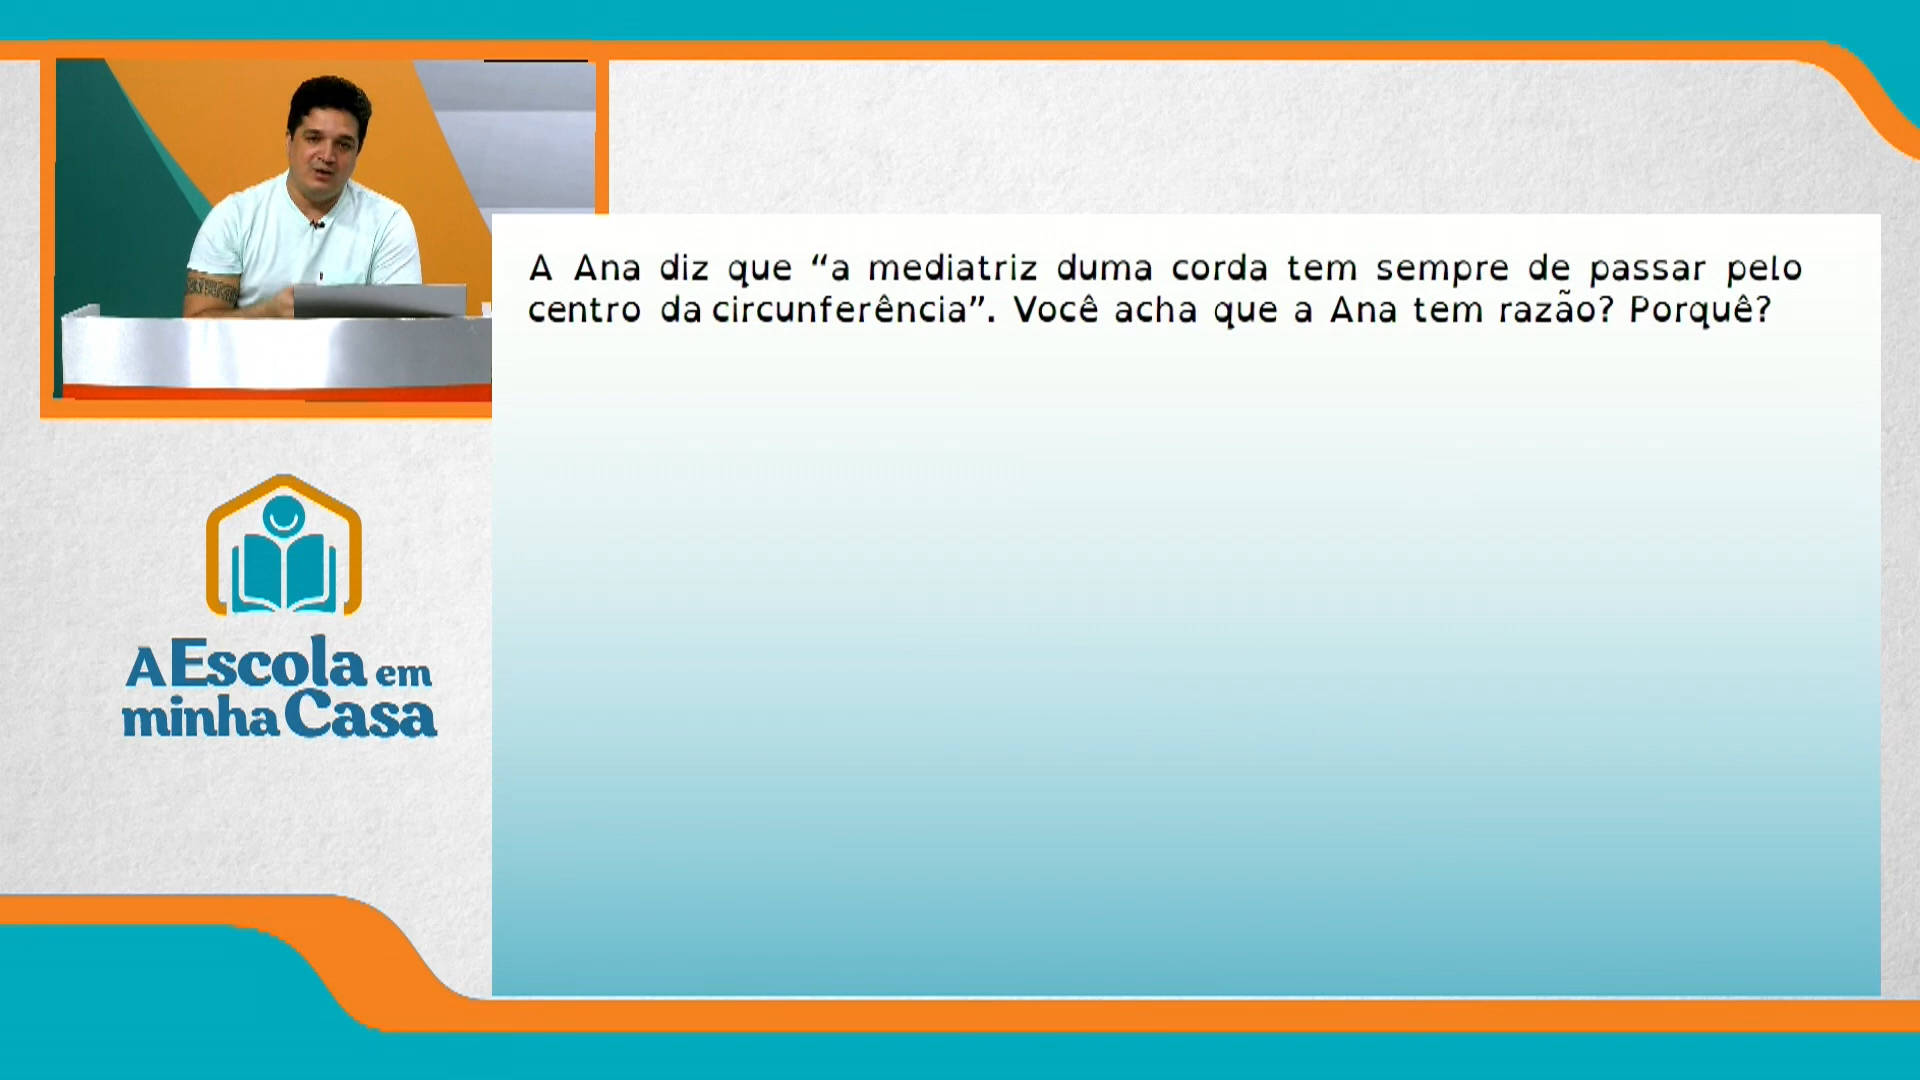 A Ana diz que “a mediatriz duma corda tem sempre de passar pelo
centro da circunferência”. Você acha que a Ana tem razão? Porquê?
A Escola em
minha Casa